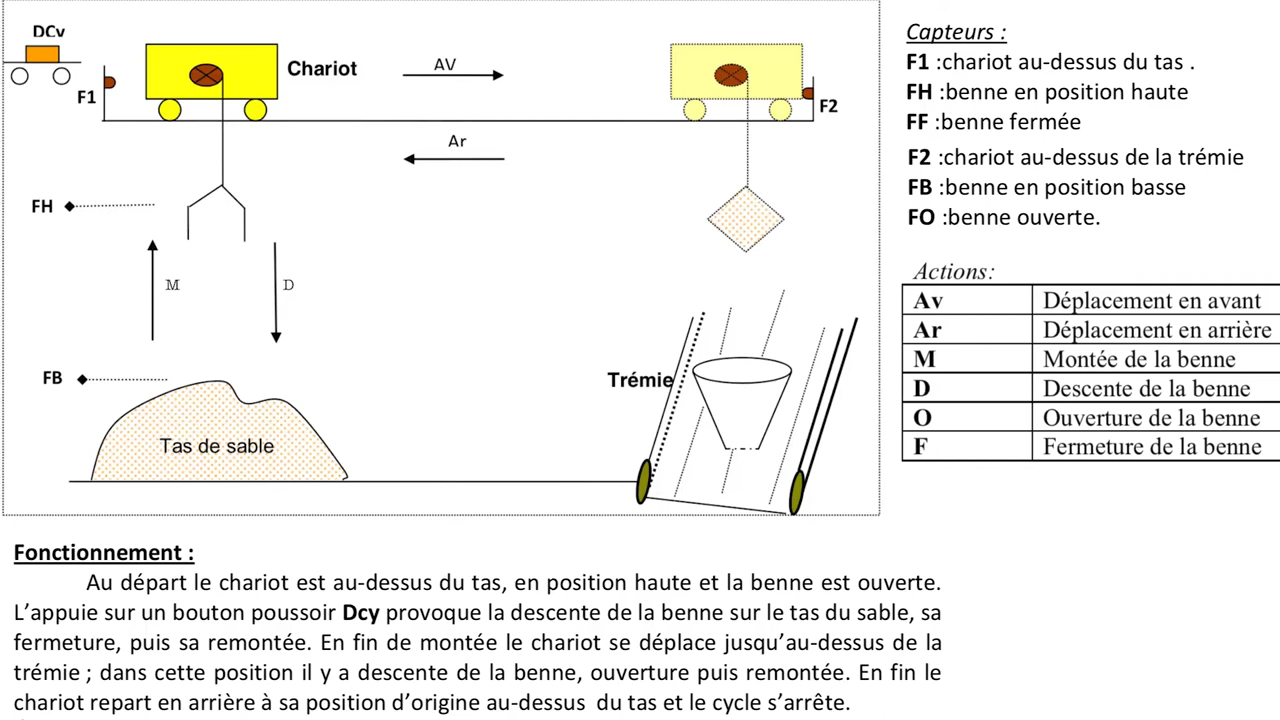 DCy
Chariot
AV
F1
F2
Ar
FH
M
D
FB
Trémie
Tas de sable
Capteurs :
F1 :chariot au-dessus du tas .
FH :benne en position haute
FF :benne fermée
F2 :chariot au-dessus de la trémie
FB :benne en position basse
FO :benne ouverte.
Actions:
Av Déplacement en avant
Ar Déplacement en arrière
M Montée de la benne
D Descente de la benne
O Ouverture de la benne
F Fermeture de la benne
Fonctionnement :
Au départ le chariot est au-dessus du tas, en position haute et la benne est ouverte.
L’appuie sur un bouton poussoir Dcy provoque la descente de la benne sur le tas du sable, sa
fermeture, puis sa remontée. En fin de montée le chariot se déplace jusqu’au-dessus de la
trémie ; dans cette position il y a descente de la benne, ouverture puis remontée. En fin le
chariot repart en arrière à sa position d’origine au-dessus du tas et le cycle s’arrête.